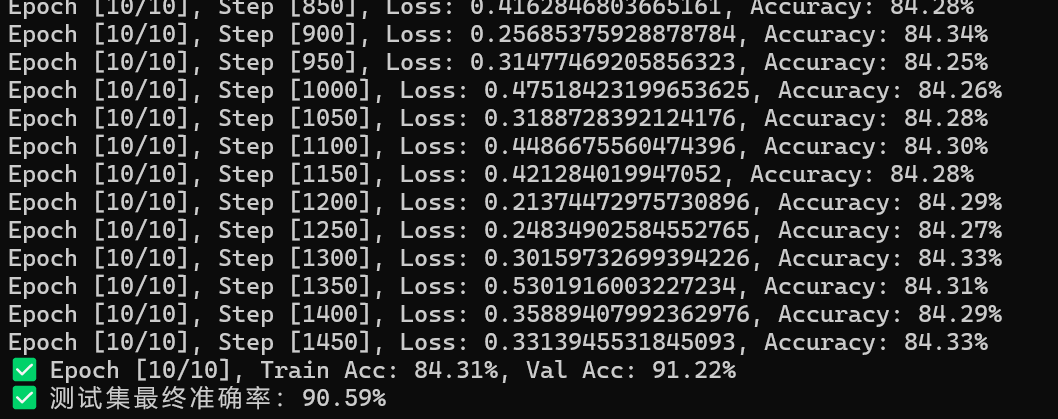 Epoch [10/10], Step [850], Loss: 0.4162846803665161, Accuracy: 84.28%
Epoch [10/10], Step [900], Loss: 0.25685375928878784, Accuracy: 84.34%
Epoch [10/10], Step [950], Loss: 0.31477469205856323, Accuracy: 84.25%
Epoch [10/10], Step [1000], Loss: 0.47518423199653625, Accuracy: 84.26%
Epoch [10/10], Step [1050], Loss: 0.3188728392124176, Accuracy: 84.28%
Epoch [10/10], Step [1100], Loss: 0.4486675560474396, Accuracy: 84.30%
Epoch [10/10], Step [1150], Loss: 0.421284019947052, Accuracy: 84.28%
Epoch [10/10], Step [1200], Loss: 0.21374472975730896, Accuracy: 84.29%
Epoch [10/10], Step [1250], Loss: 0.24834902584552765, Accuracy: 84.27%
Epoch [10/10], Step [1300], Loss: 0.30159732699394226, Accuracy: 84.33%
Epoch [10/10], Step [1350], Loss: 0.5301916003227234, Accuracy: 84.31%
Epoch [10/10], Step [1400], Loss: 0.35889407992362976, Accuracy: 84.29%
Epoch [10/10], Step [1450], Loss: 0.3313945531845093, Accuracy: 84.33%
✅ Epoch [10/10], Train Acc: 84.31%, Val Acc: 91.22%
✅ 测试集最终准确率: 90.59%